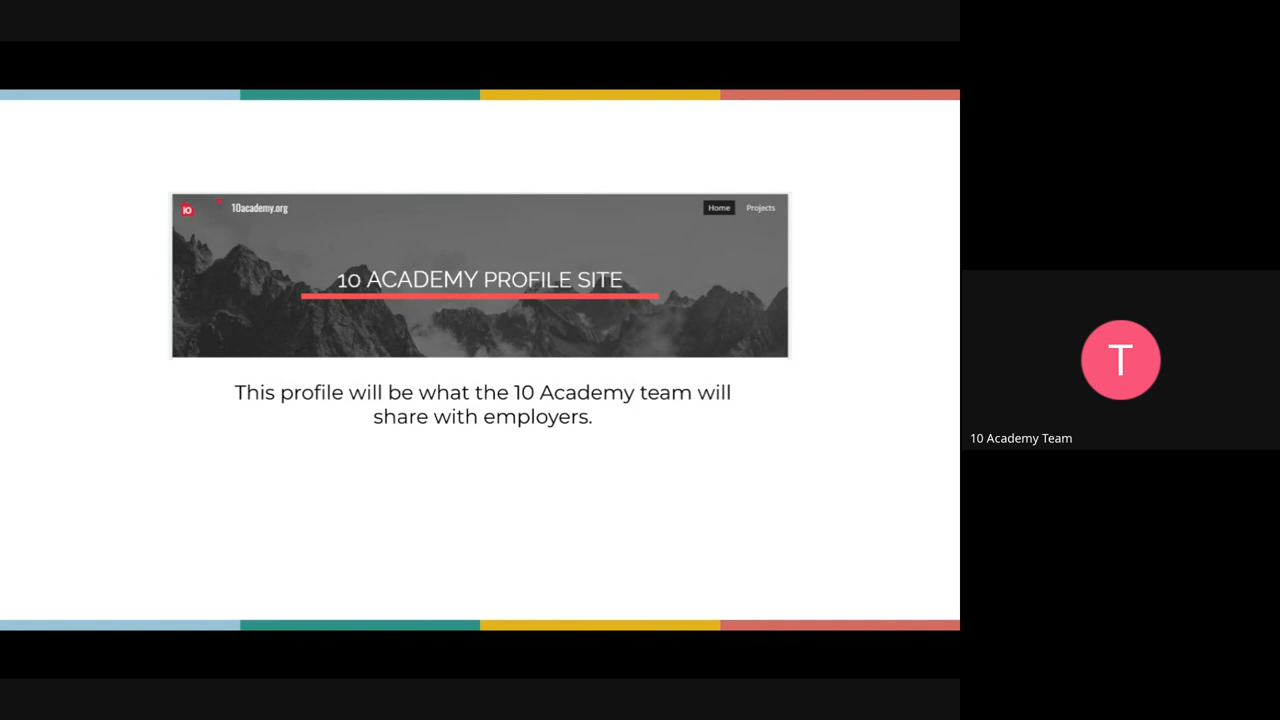 10
10academy.org
Home
Projects
10 ACADEMY PROFILE SITE
This profile will be what the 10 Academy team will
share with employers.
T
10 Academy Team